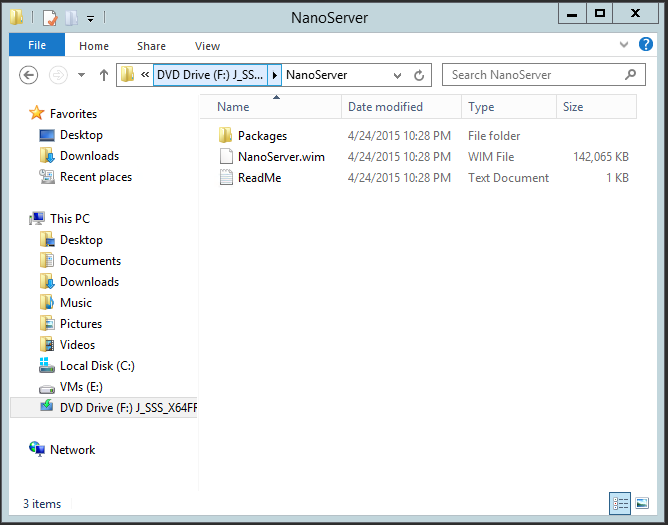 NanoServer
File Home Share View
« DVD Drive (F:) J_SS... NanoServer Search NanoServer
Name Date modified Type Size
Favorites
Desktop
Downloads
Recent places
This PC
Desktop
Documents
Downloads
Music
Pictures
Videos
Local Disk (C:)
VMs (E:)
DVD Drive (F:) J_SSS_X64FF
Network
Packages 4/24/2015 10:28 PM File folder
NanoServer.wim 4/24/2015 10:28 PM WIM File 142,065 KB
ReadMe 4/24/2015 10:28 PM Text Document 1 KB
3 items